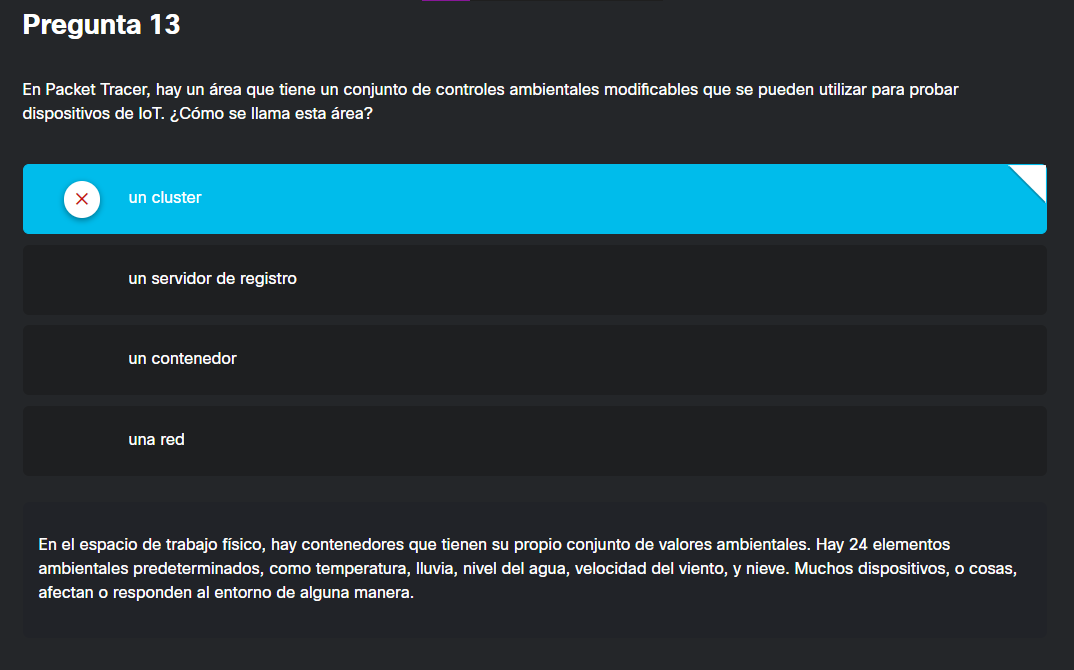 Pregunta 13
En Packet Tracer, hay un área que tiene un conjunto de controles ambientales modificables que se pueden utilizar para probar
dispositivos de IoT. ¿Cómo se llama esta área?
un cluster
un servidor de registro
un contenedor
una red
En el espacio de trabajo físico, hay contenedores que tienen su propio conjunto de valores ambientales. Hay 24 elementos
ambientales predeterminados, como temperatura, lluvia, nivel del agua, velocidad del viento, y nieve. Muchos dispositivos, o cosas,
afectan o responden al entorno de alguna manera.